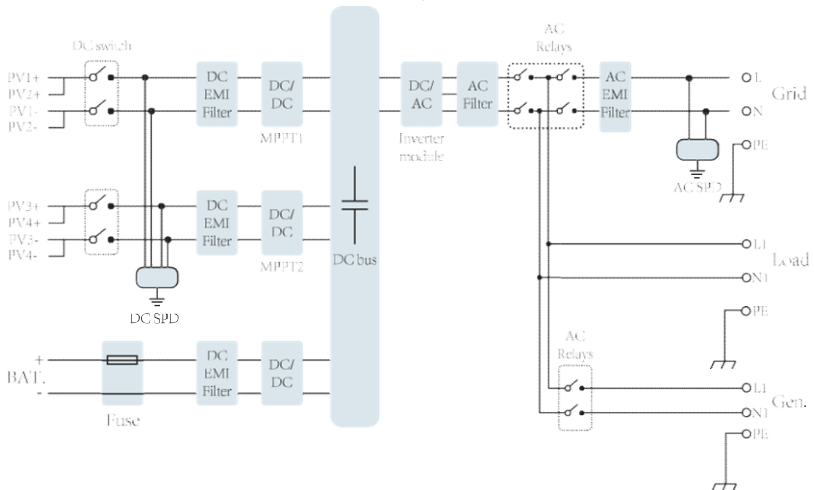 DC switch
PV1+
PV2+
PV1-
PV2-
DC
EMI
Filter
DC/
DC
MPPT1
PV3+
PV4+
PV3-
PV4-
DC
EMI
Filter
DC/
DC
MPPT2
DC SPD
+
BAT.
-
Fuse
DC
EMI
Filter
DC/
DC
DC bus
DC/
AC
Inverter
module
AC
Filter
AC
Relays
AC
EMI
Filter
L
N
Grid
PE
AC SPD
L1
Load
N1
PE
AC
Relays
L1
Gen.
N1
PE